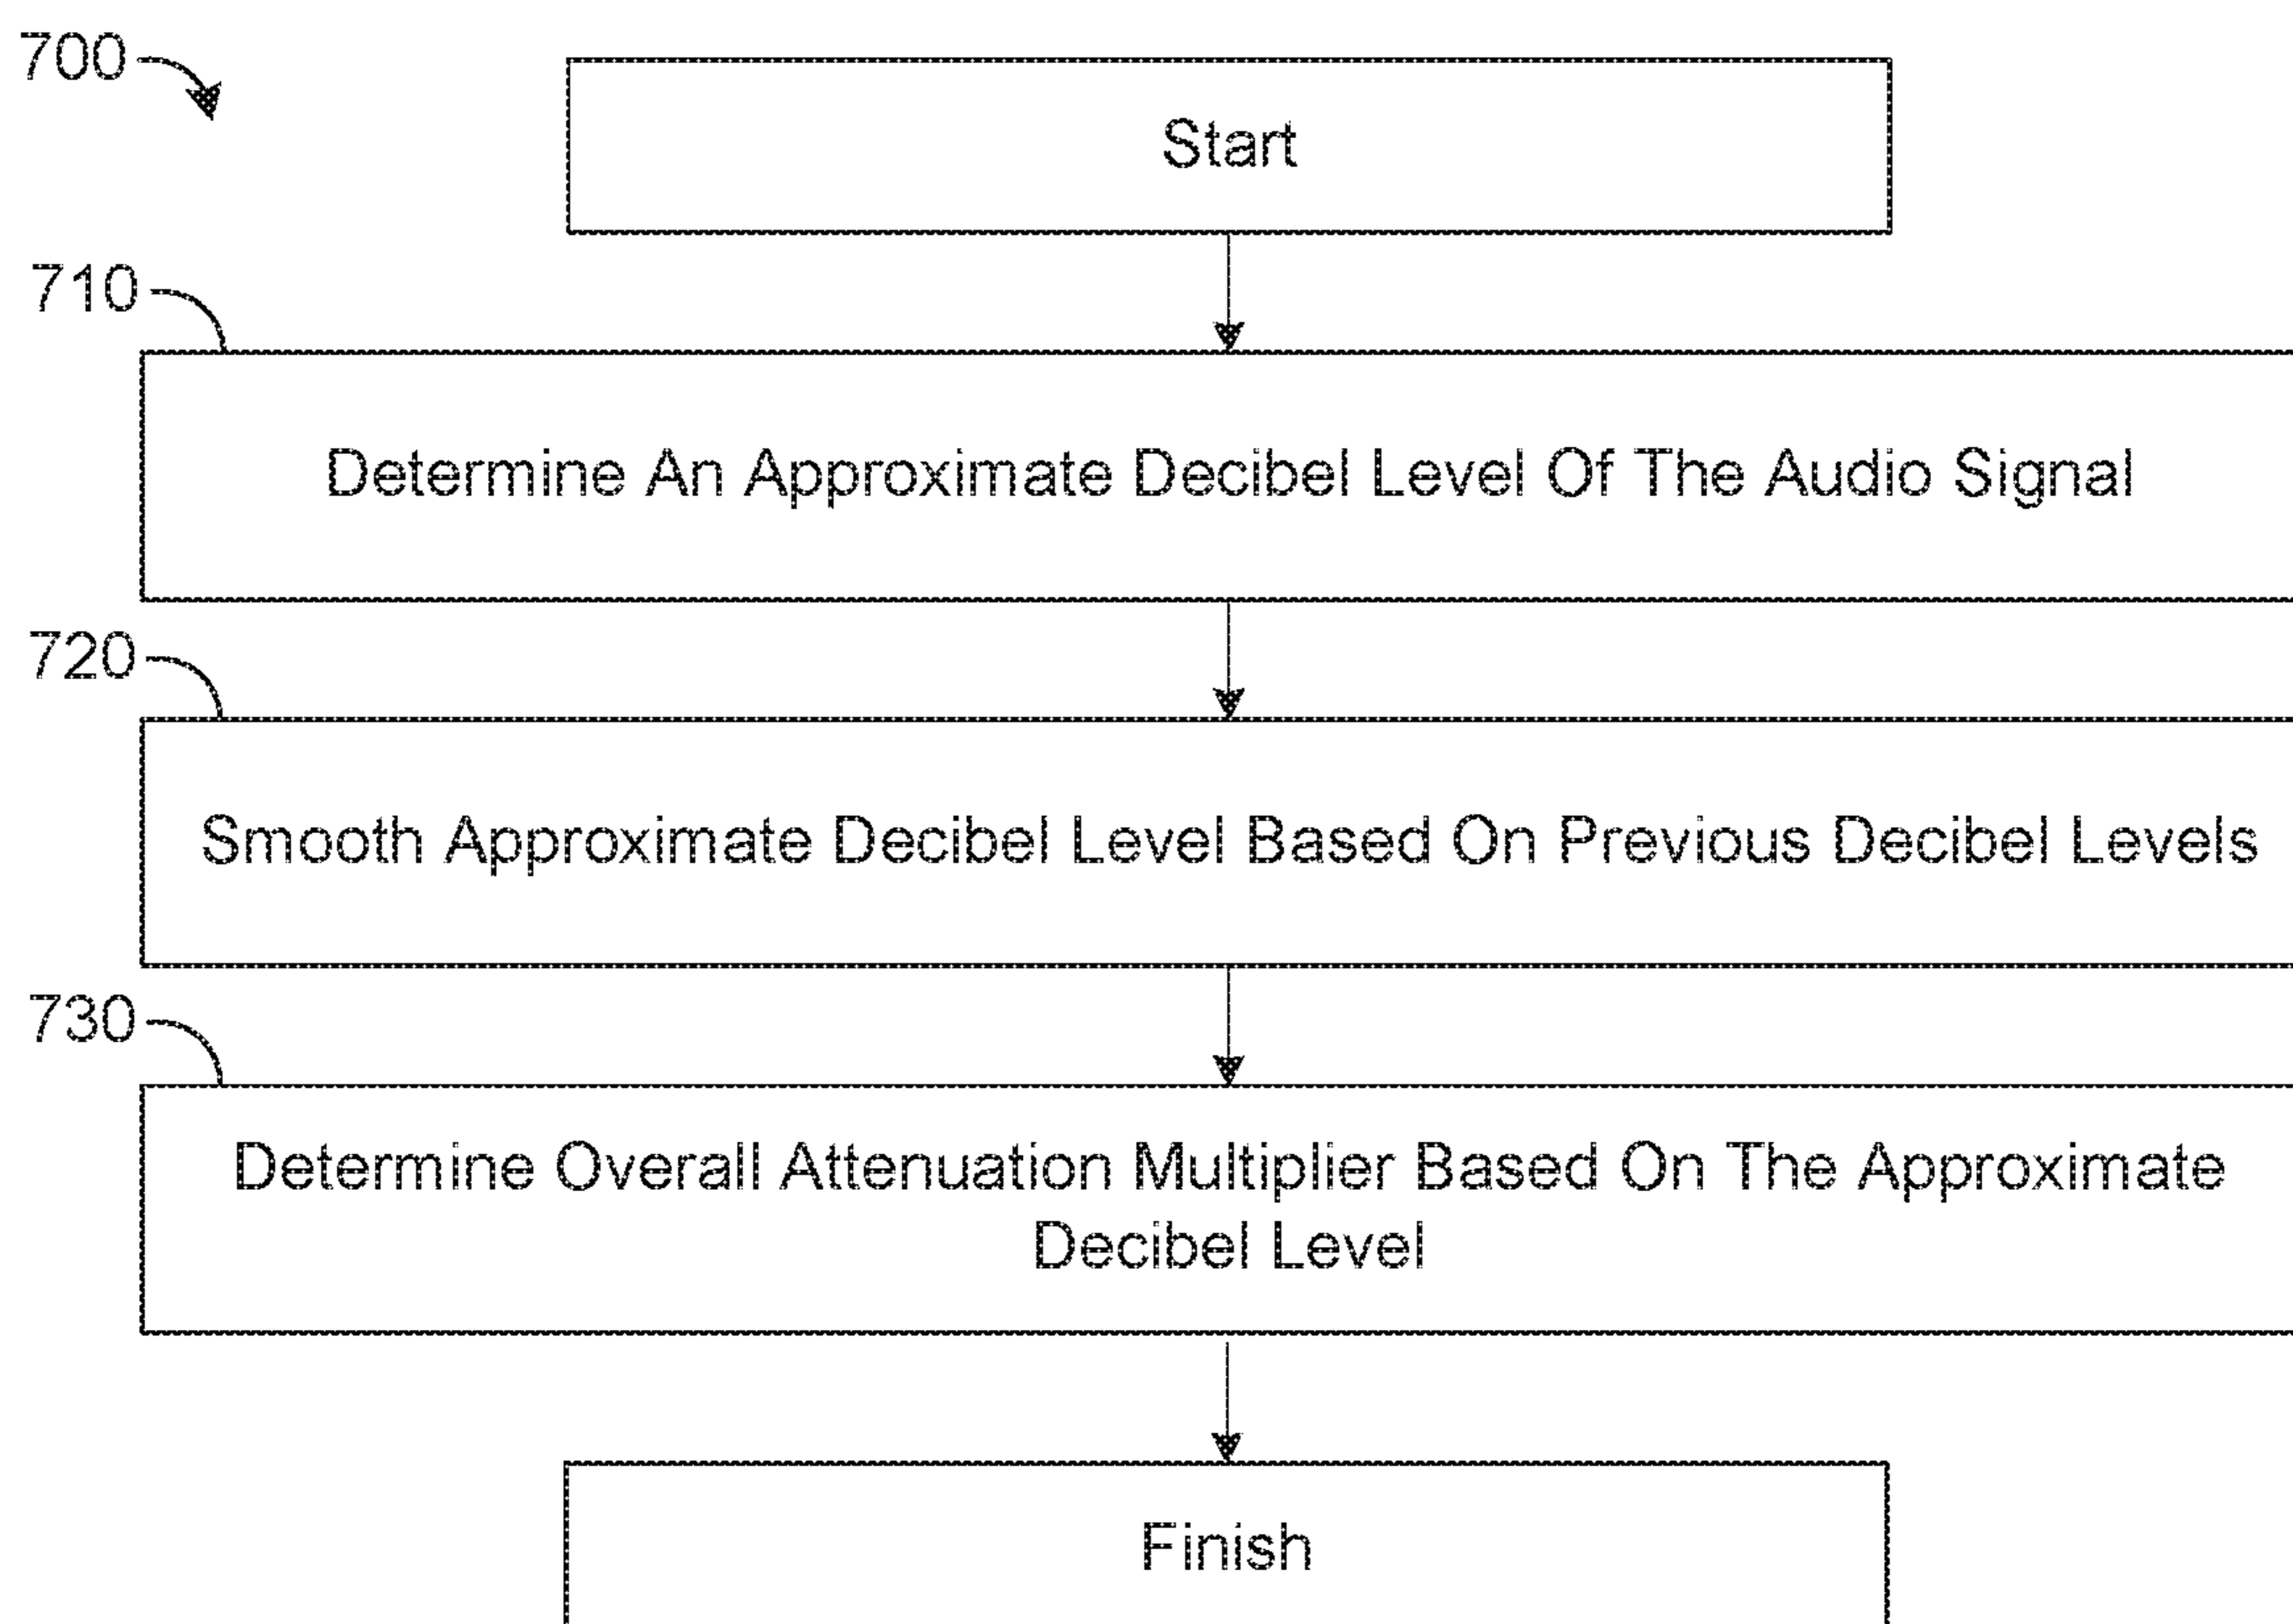 700
Start
710
Determine An Approximate Decibel Level Of The Audio Signal
720
Smooth Approximate Decibel Level Based On Previous Decibel Levels
730
Determine Overall Attenuation Multiplier Based On The Approximate
Decibel Level
Finish